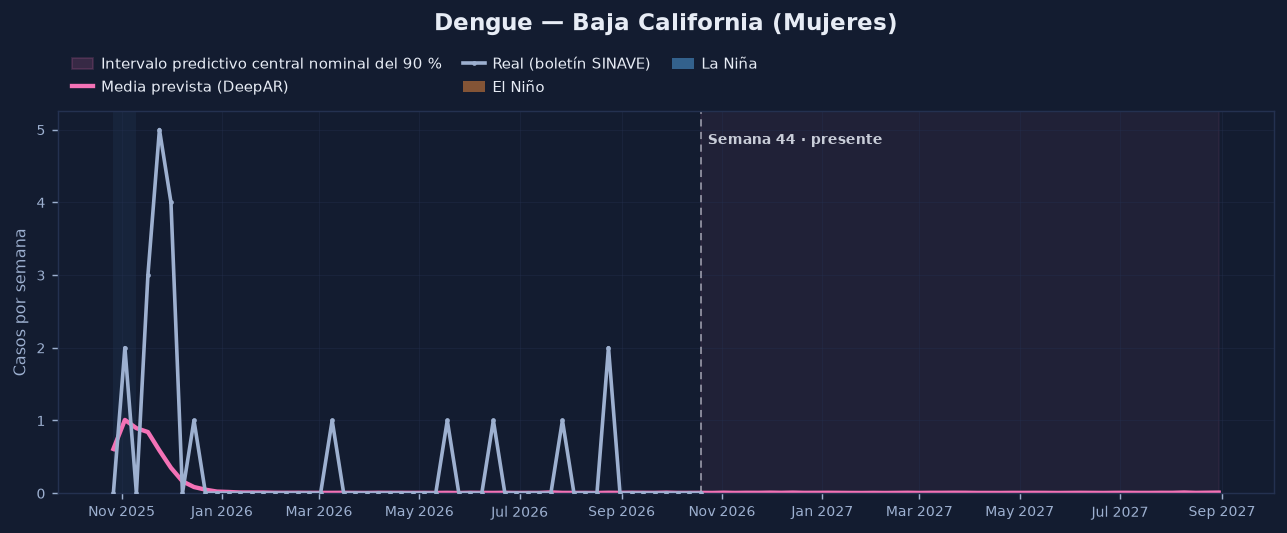 Dengue — Baja California (Mujeres)
Intervalo predictivo central nominal del 90 %
Real (boletín SINAVE)
La Niña
Media prevista (DeepAR)
El Niño
Semana 44 · presente
Casos por semana
5
4
3
2
1
0
Nov 2025
Jan 2026
Mar 2026
May 2026
Jul 2026
Sep 2026
Nov 2026
Jan 2027
Mar 2027
May 2027
Jul 2027
Sep 2027